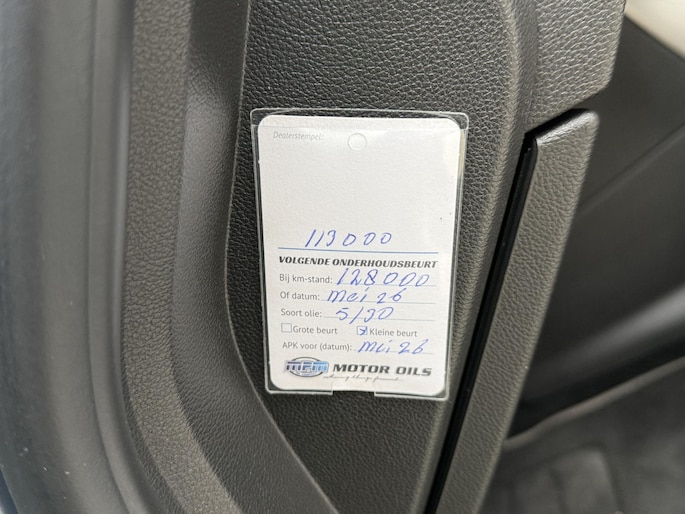 Dealerstempel:
113000
VOLGENDE ONDERHOUDSBEURT
Bij km-stand: 128000
Of datum: mei 26
Soort olie: 5/30
Grote beurt Kleine beurt
APK voor (datum): mei 26
MOTOR OILS